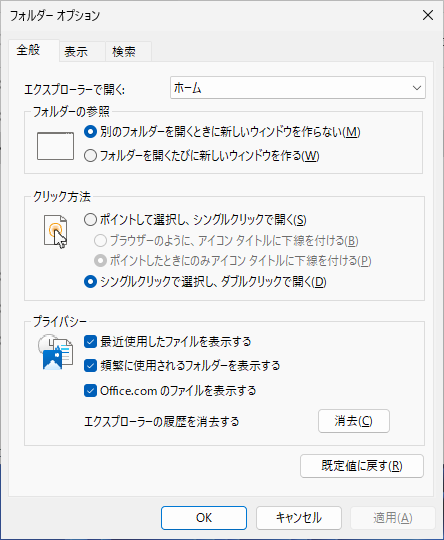 フォルダー オプション
全般
表示
検索
エクスプローラーで開く:
ホーム
フォルダーの参照
別のフォルダーを開くときに新しいウィンドウを作らない(M)
フォルダーを開くたびに新しいウィンドウを作る(W)
クリック方法
ポイントして選択し、シングルクリックで開く(S)
ブラウザーのように、アイコン タイトルに下線を付ける(B)
ポイントしたときにのみアイコン タイトルに下線を付ける(P)
シングルクリックで選択し、ダブルクリックで開く(D)
プライバシー
最近使用したファイルを表示する
頻繁に使用されるフォルダーを表示する
Office.com のファイルを表示する
エクスプローラーの履歴を消去する
消去(C)
既定値に戻す(R)
OK
キャンセル
適用(A)